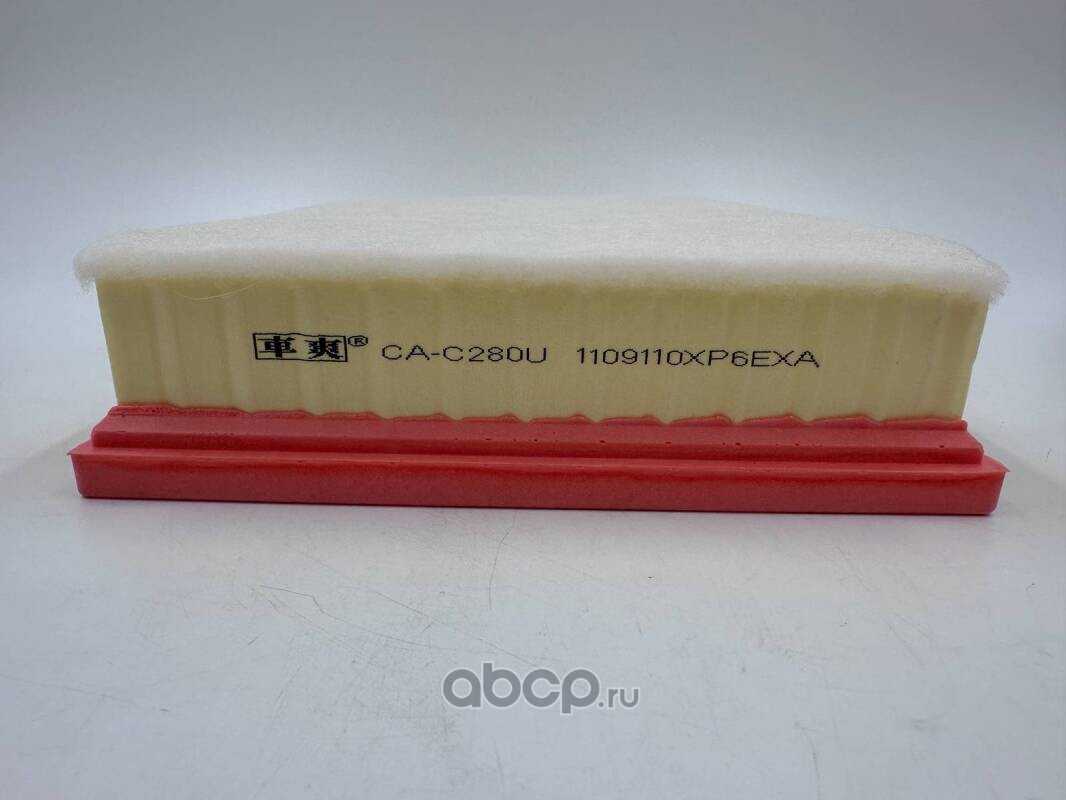 車爽® CA-C280U 1109110XP6EXA
abcp.ru